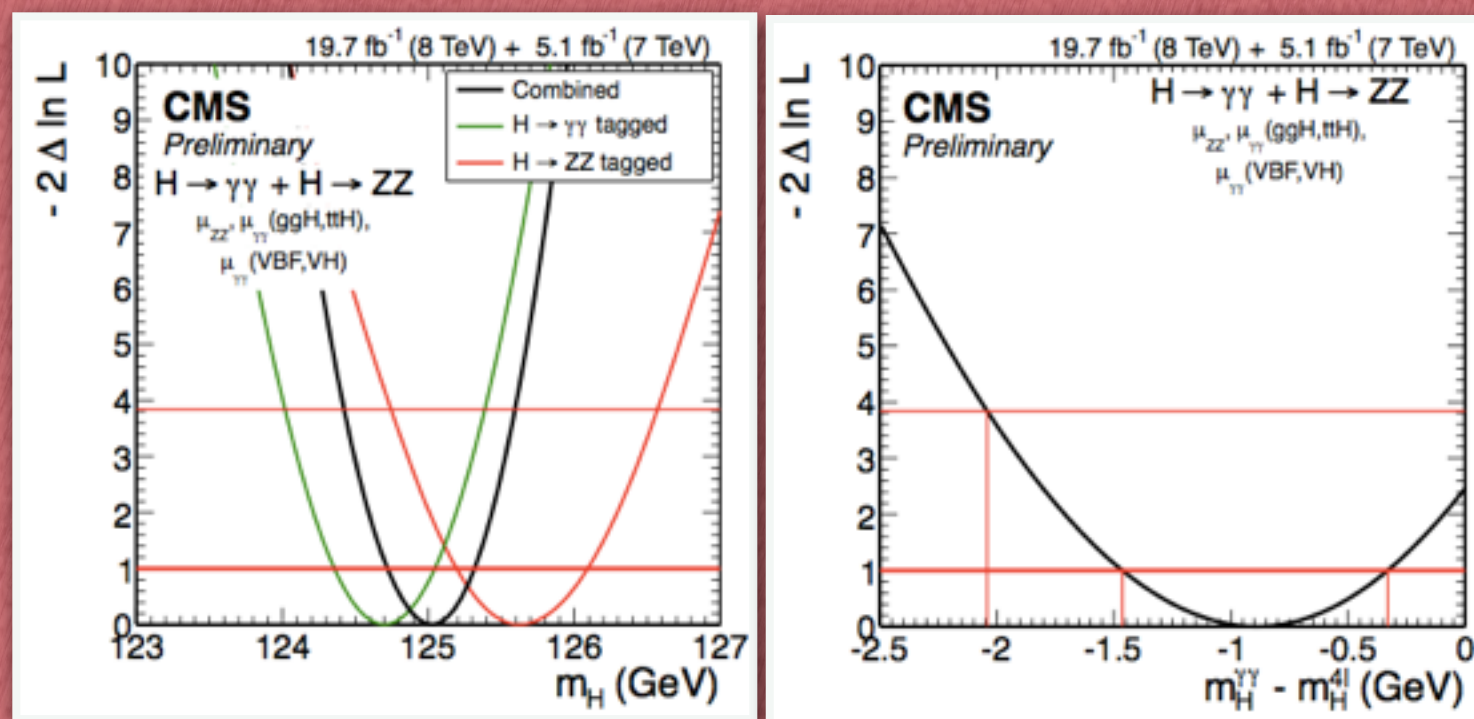 19.7 fb⁻¹ (8 TeV) + 5.1 fb⁻¹ (7 TeV)
- 2 Δ ln L
10
9
8
7
6
5
4
3
2
1
0
CMS
Preliminary
H → γγ + H → ZZ
μ_ZZ, μ_γγ(ggH,ttH),
μ_γγ(VBF,VH)
Combined
H → γγ tagged
H → ZZ tagged
123 124 125 126 127
m_H (GeV)
19.7 fb⁻¹ (8 TeV) + 5.1 fb⁻¹ (7 TeV)
- 2 Δ ln L
10
9
8
7
6
5
4
3
2
1
0
CMS
Preliminary
H → γγ + H → ZZ
μ_ZZ, μ_γγ(ggH,ttH),
μ_γγ(VBF,VH)
-2.5 -2 -1.5 -1 -0.5 0
m_H^γγ - m_H^4l (GeV)